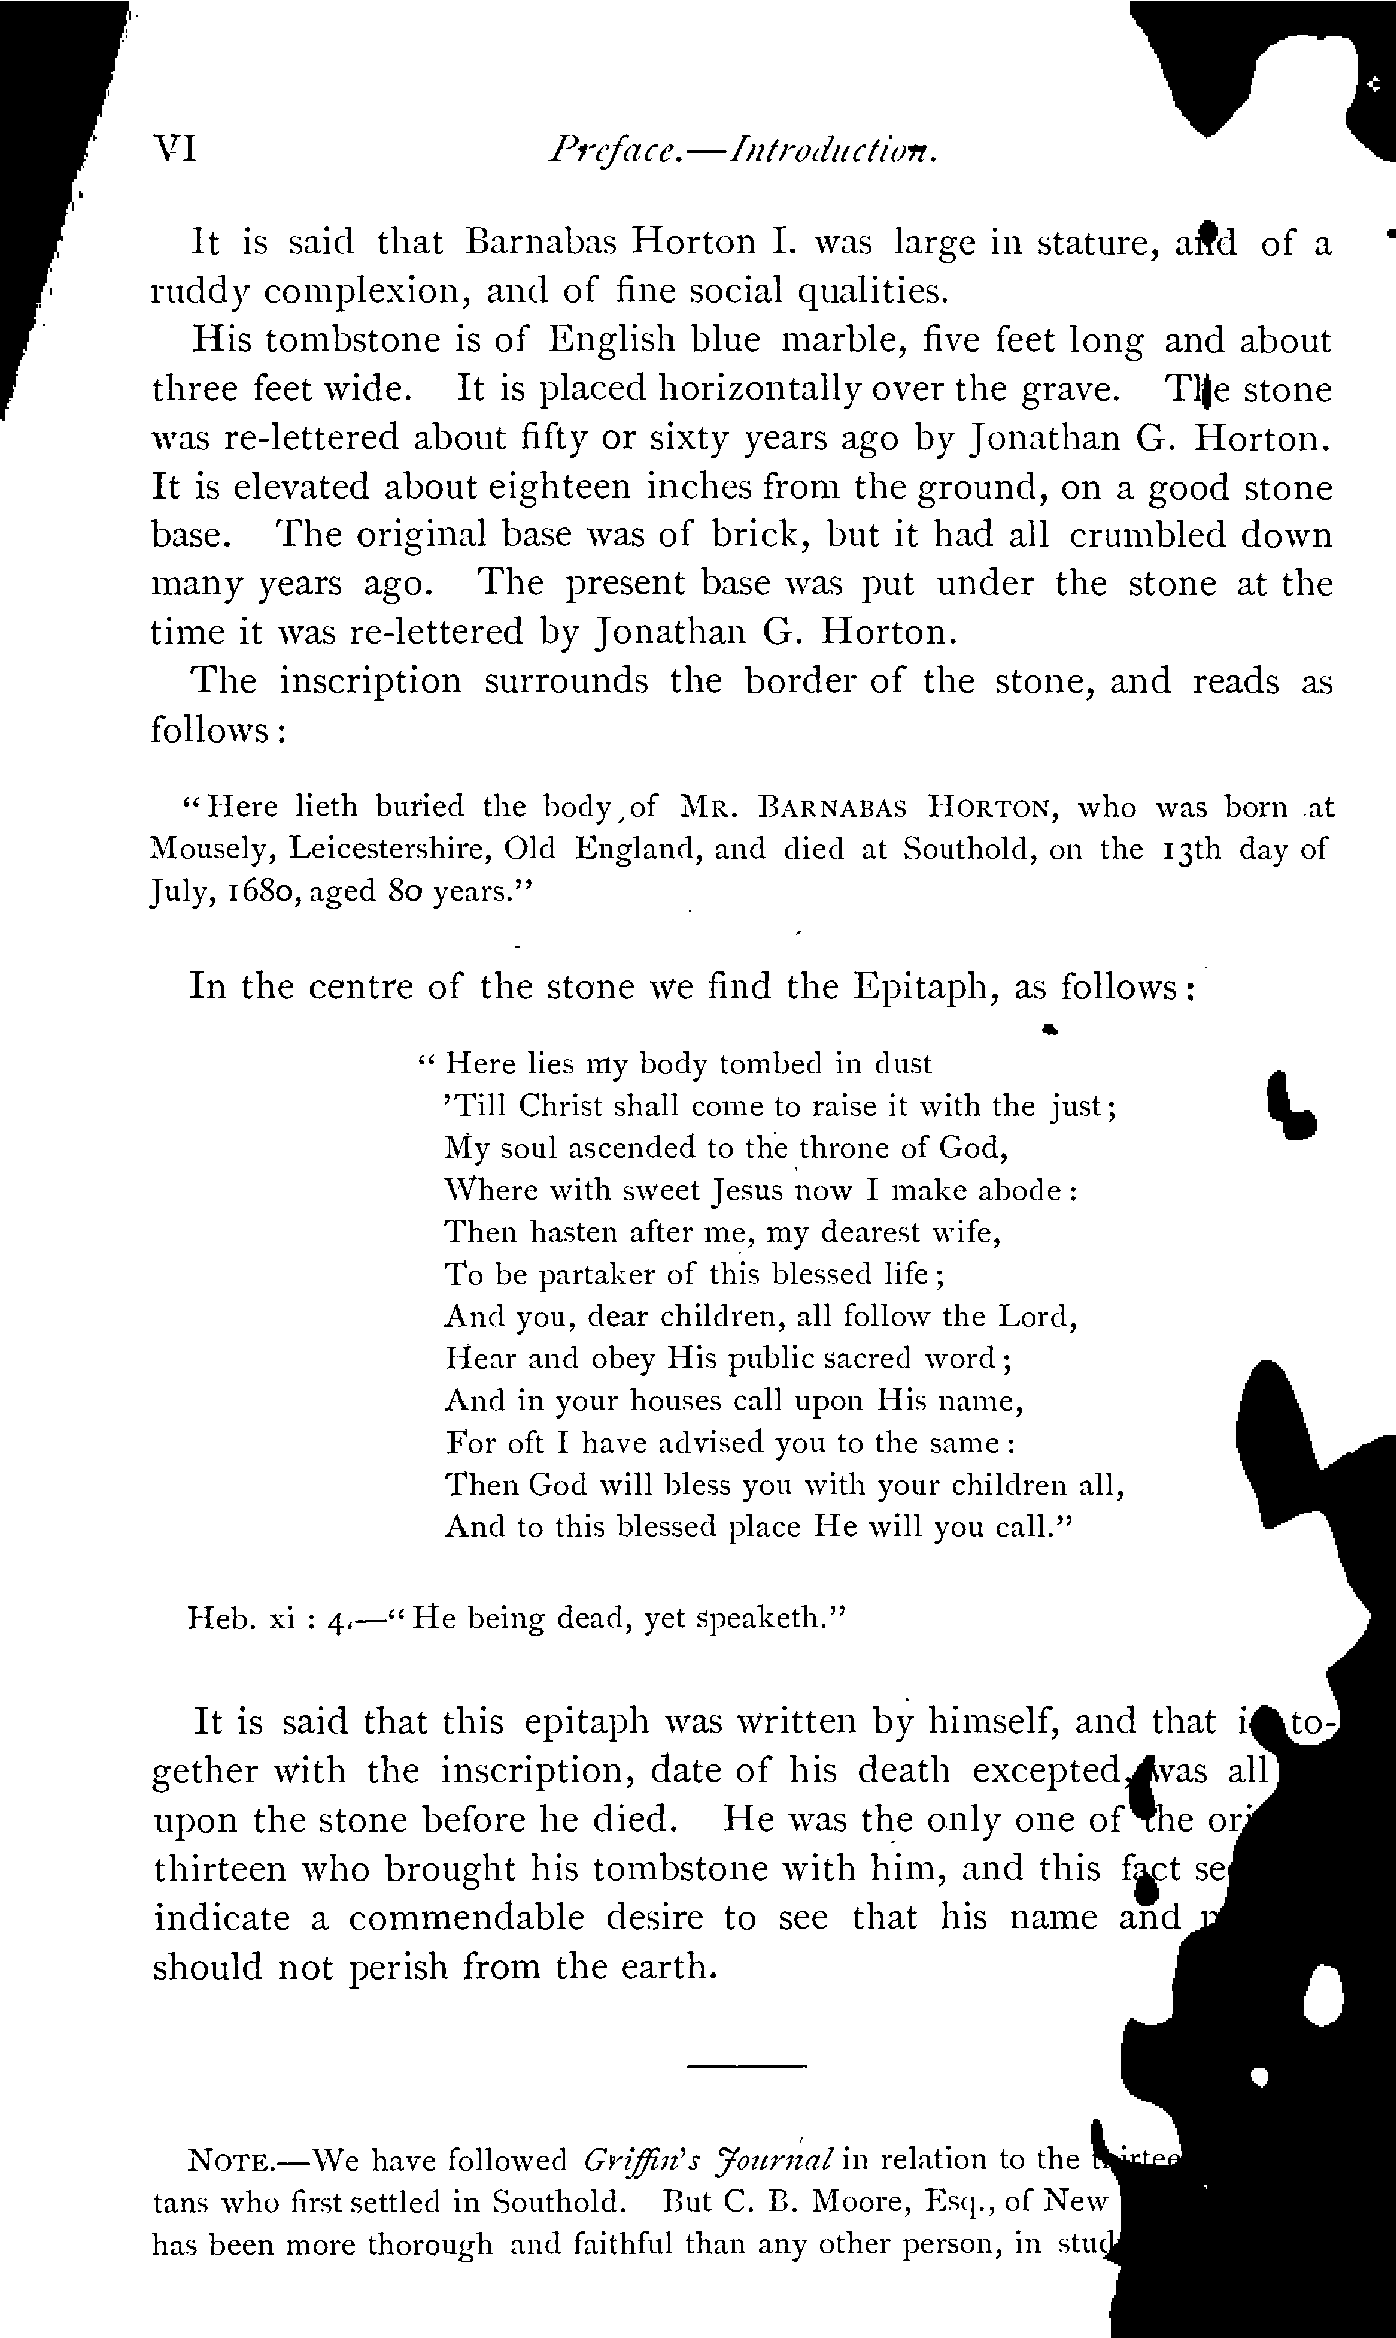 VI Preface.—Introduction.
It is said that Barnabas Horton I. was large in stature, and of a
ruddy complexion, and of fine social qualities.
His tombstone is of English blue marble, five feet long and about
three feet wide. It is placed horizontally over the grave. The stone
was re-lettered about fifty or sixty years ago by Jonathan G. Horton.
It is elevated about eighteen inches from the ground, on a good stone
base. The original base was of brick, but it had all crumbled down
many years ago. The present base was put under the stone at the
time it was re-lettered by Jonathan G. Horton.
The inscription surrounds the border of the stone, and reads as
follows:
“Here lieth buried the body of MR. BARNABAS HORTON, who was born at
Mousely, Leicestershire, Old England, and died at Southold, on the 13th day of
July, 1680, aged 80 years.”
In the centre of the stone we find the Epitaph, as follows:
“Here lies my body tombed in dust
’Till Christ shall come to raise it with the just;
My soul ascended to the throne of God,
Where with sweet Jesus now I make abode:
Then hasten after me, my dearest wife,
To be partaker of this blessed life;
And you, dear children, all follow the Lord,
Hear and obey His public sacred word;
And in your houses call upon His name,
For oft I have advised you to the same:
Then God will bless you with your children all,
And to this blessed place He will you call.”
Heb. xi : 4.—“He being dead, yet speaketh.”
It is said that this epitaph was written by himself, and that to-
gether with the inscription, date of his death excepted, was all
upon the stone before he died. He was the only one of the
thirteen who brought his tombstone with him, and this fact
indicate a commendable desire to see that his name and
should not perish from the earth.
NOTE.—We have followed Griffin's Journal in relation to the
tans who first settled in Southold. But C. B. Moore, Esq., of New
has been more thorough and faithful than any other person, in